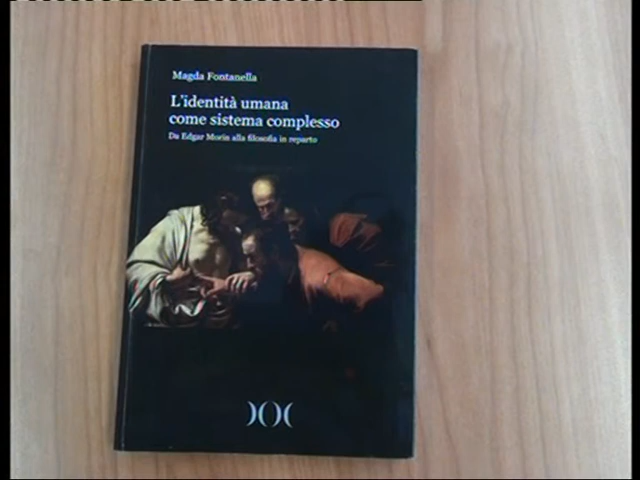 Magda Fontanella
L'identità umana
come sistema complesso
Da Edgar Morin alla filosofia in reparto